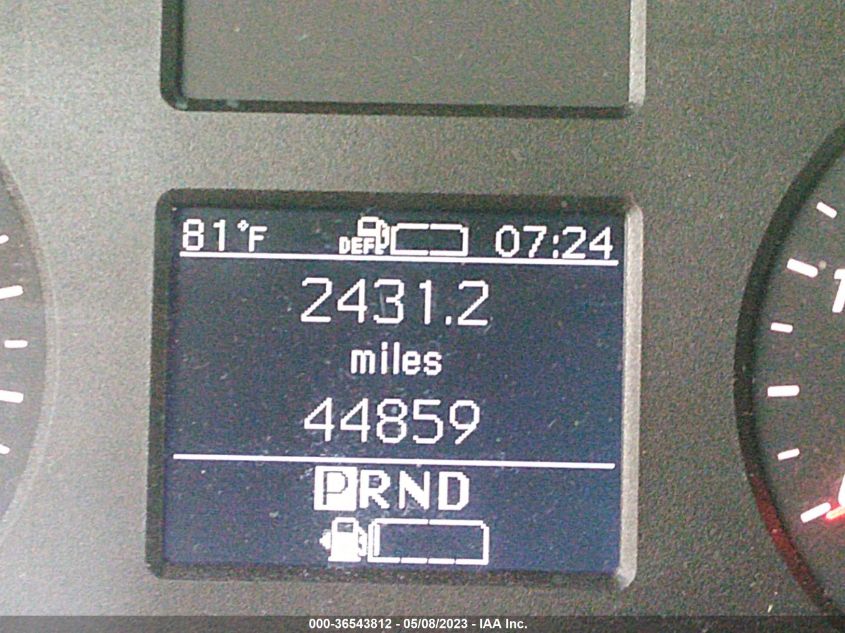 81°F DEF 07:24
2431.2
miles
44859
PRND
000-36543812 - 05/08/2023 - IAA Inc.